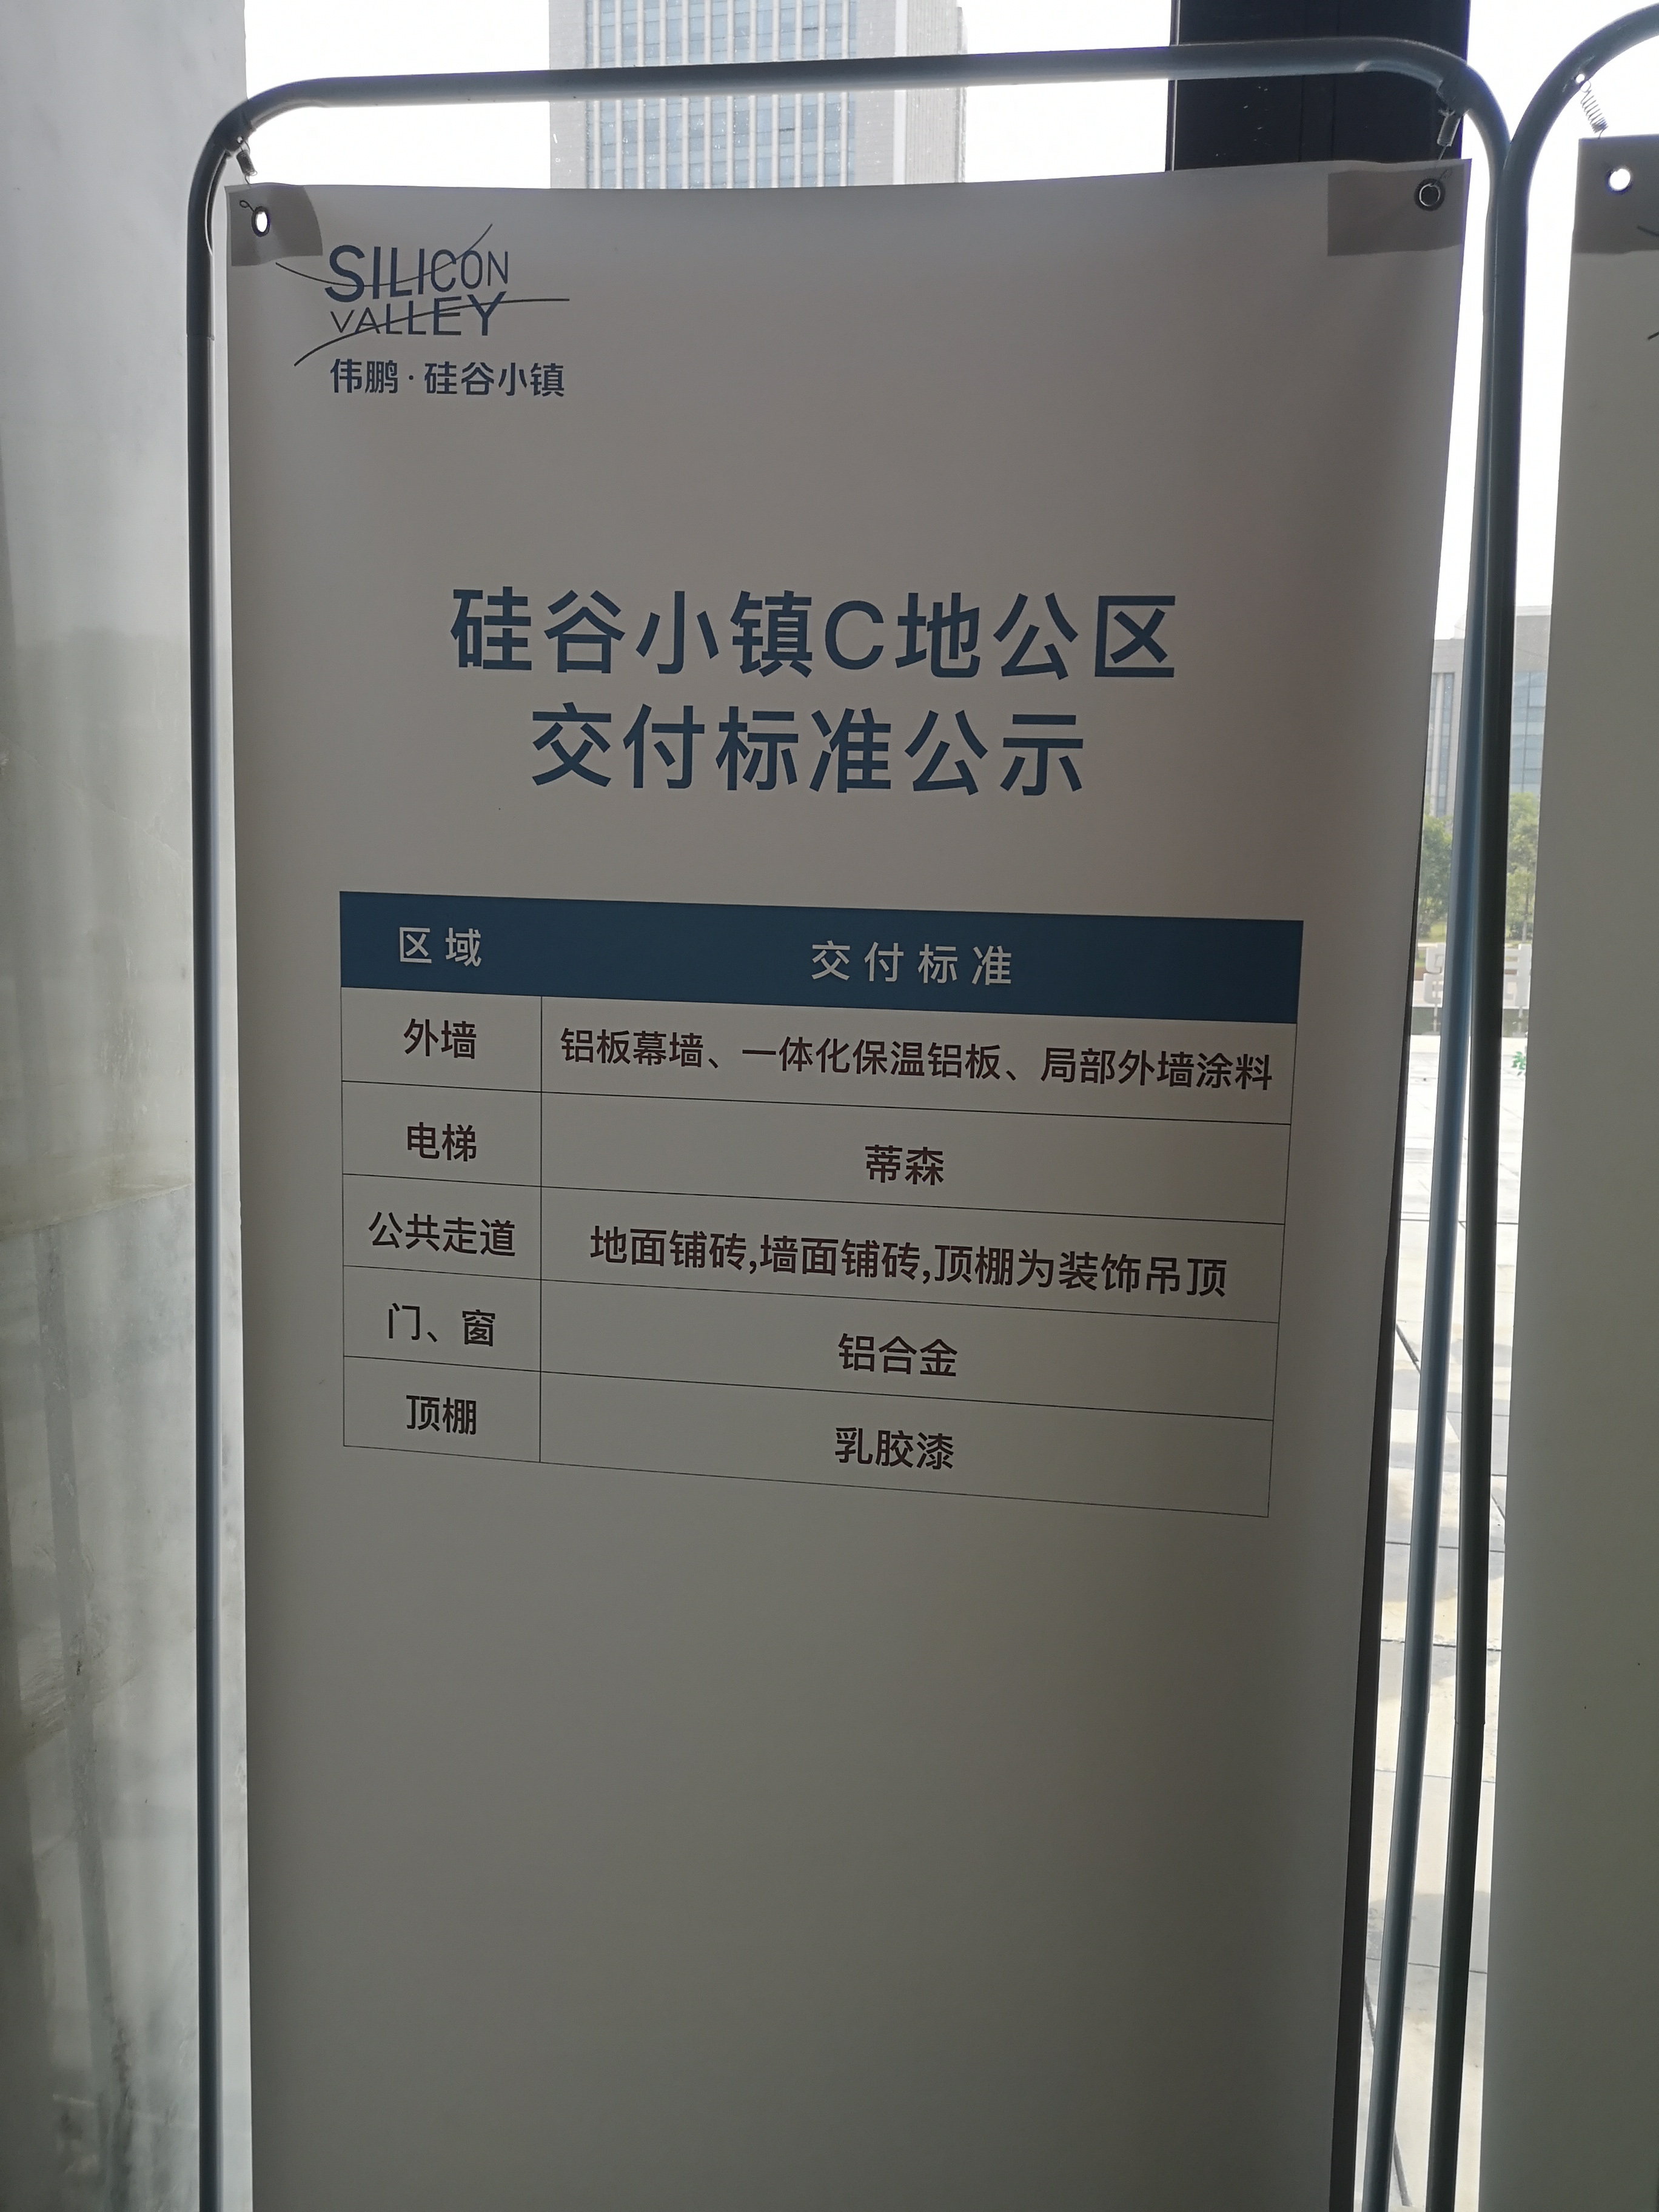 SILICON
VALLEY
伟鹏·硅谷小镇
硅谷小镇C地公区
交付标准公示
区域 交付标准
外墙 铝板幕墙、一体化保温铝板、局部外墙涂料
电梯 蒂森
公共走道 地面铺砖,墙面铺砖,顶棚为装饰吊顶
门、窗 铝合金
顶棚 乳胶漆